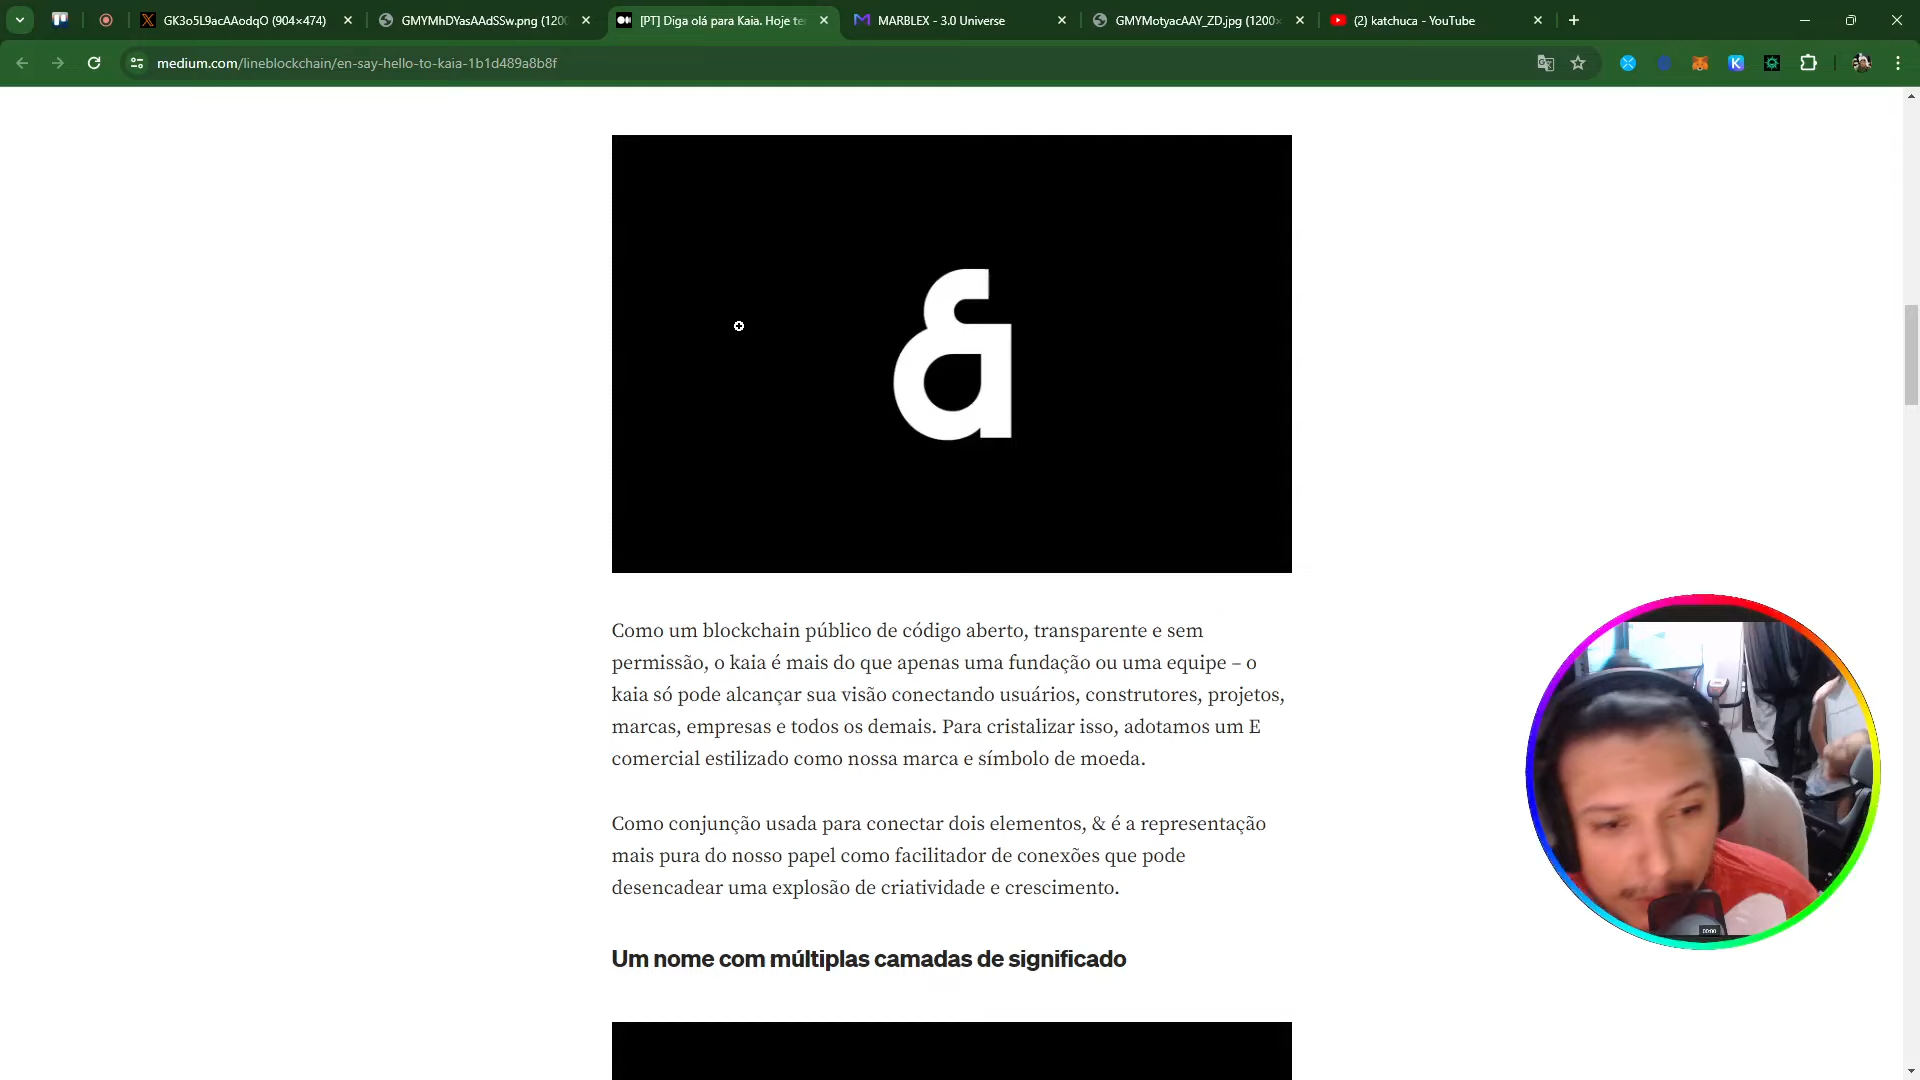 GK3o5L9acAAodqO (904×474)
GMYMhDYasAAdSSw.png (120
[PT] Diga olá para Kaia. Hoje te
MARBLEX - 3.0 Universe
GMYMotyacAAY_ZD.jpg (1200×
(2) katchuca - YouTube
medium.com/lineblockchain/en-say-hello-to-kaia-1b1d489a8b8f
K
&
Como um blockchain público de código aberto, transparente e sem
permissão, o kaia é mais do que apenas uma fundação ou uma equipe – o
kaia só pode alcançar sua visão conectando usuários, construtores, projetos,
marcas, empresas e todos os demais. Para cristalizar isso, adotamos um E
comercial estilizado como nossa marca e símbolo de moeda.
Como conjunção usada para conectar dois elementos, & é a representação
mais pura do nosso papel como facilitador de conexões que pode
desencadear uma explosão de criatividade e crescimento.
Um nome com múltiplas camadas de significado
00:00